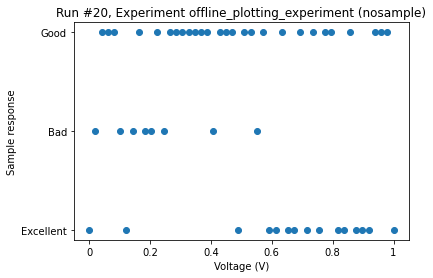 Run #20, Experiment offline_plotting_experiment (nosample)
Good
Bad
Excellent
Sample response
0
0.2
0.4
0.6
0.8
1
Voltage (V)